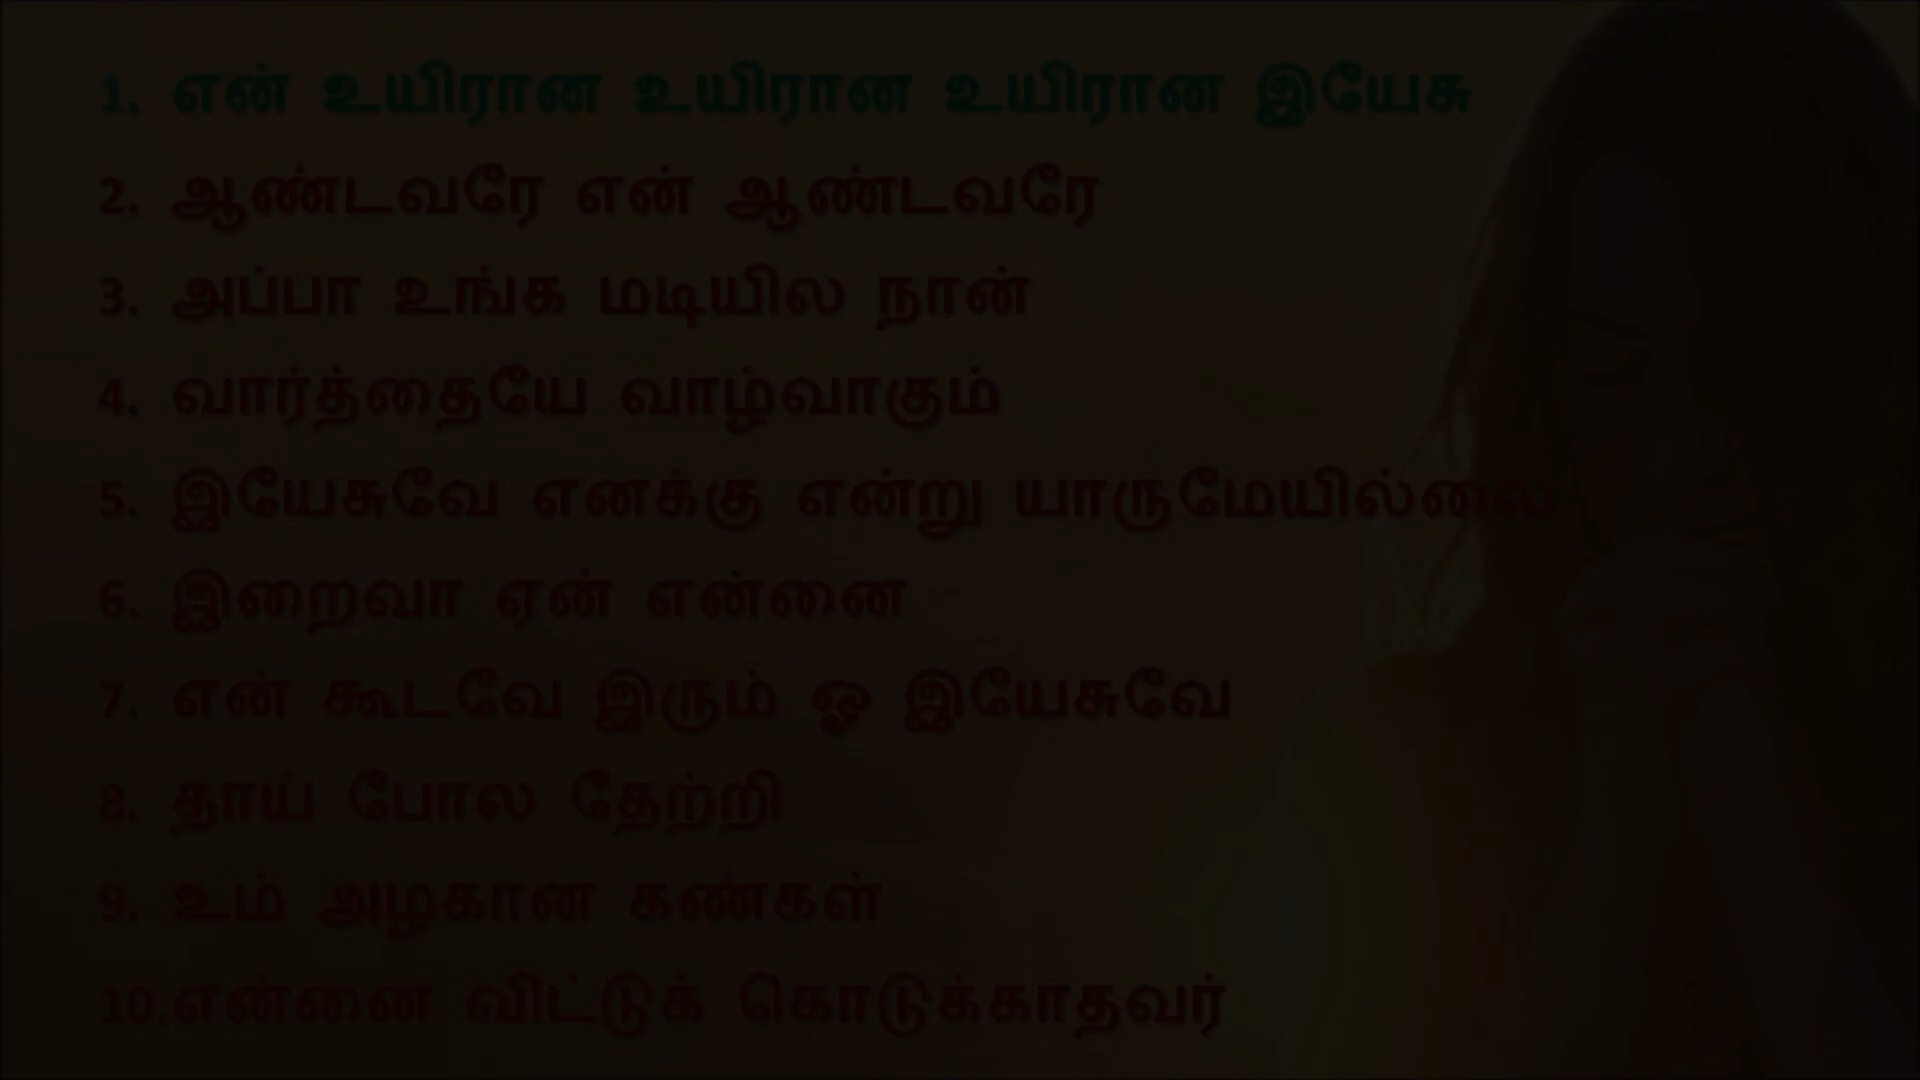 1. என் உயிரான உயிரான உயிரான இயேசு
2. ஆண்டவரே என் ஆண்டவரே
3. அப்பா உங்க மடியில நான்
4. வார்த்தையே வாழ்வாகும்
5. இயேசுவே எனக்கு என்று யாருமேயில்லை
6. இறைவா ஏன் என்னை
7. என் கூடவே இரும் ஓ இயேசுவே
8. தாய் போல தேற்றி
9. உம் அழகான கண்கள்
10.என்னை விட்டுக் கொடுக்காதவர்